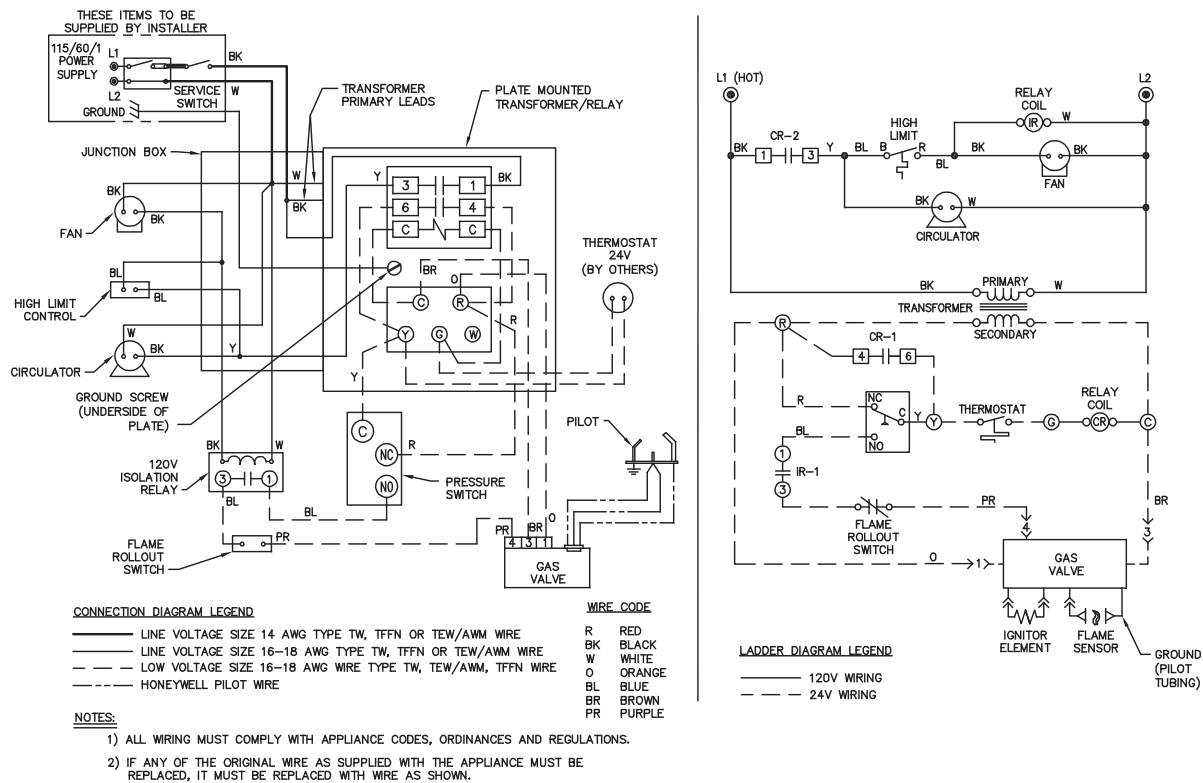 THESE ITEMS TO BE
SUPPLIED BY INSTALLER
115/60/1
POWER
SUPPLY
L1
L2
BK
W
SERVICE
SWITCH
GROUND
TRANSFORMER
PRIMARY LEADS
PLATE MOUNTED
TRANSFORMER/RELAY
JUNCTION BOX
W
BK
Y
3
1
BK
6
4
C
C
BK
BK
FAN
THERMOSTAT
24V
(BY OTHERS)
BR
O
C
R
R
Y
G
W
BL
BL
HIGH LIMIT
CONTROL
W
BK
Y
CIRCULATOR
GROUND SCREW
(UNDERSIDE OF
PLATE)
Y
C
NC
R
NO
PRESSURE
SWITCH
PILOT
BK
W
120V
ISOLATION
RELAY
3
1
BL
BL
FLAME
ROLLOUT
SWITCH
PR
PR
BR
O
4
3
1
GAS
VALVE
CONNECTION DIAGRAM LEGEND
LINE VOLTAGE SIZE 14 AWG TYPE TW, TFFN OR TEW/AWM WIRE
LINE VOLTAGE SIZE 16-18 AWG TYPE TW, TFFN OR TEW/AWM WIRE
LOW VOLTAGE SIZE 16-18 AWG WIRE TYPE TW, TEW/AWM, TFFN WIRE
HONEYWELL PILOT WIRE
WIRE CODE
R RED
BK BLACK
W WHITE
O ORANGE
BL BLUE
BR BROWN
PR PURPLE
NOTES:
1) ALL WIRING MUST COMPLY WITH APPLIANCE CODES, ORDINANCES AND REGULATIONS.
2) IF ANY OF THE ORIGINAL WIRE AS SUPPLIED WITH THE APPLIANCE MUST BE
REPLACED, IT MUST BE REPLACED WITH WIRE AS SHOWN.
L1 (HOT)
L2
RELAY
COIL
IR
W
CR-2
HIGH
LIMIT
BK
1
3
Y
BL
B
R
BL
BK
BK
FAN
BK
W
CIRCULATOR
BK
PRIMARY
W
TRANSFORMER
SECONDARY
R
CR-1
4
6
R
NC
C
Y
Y
NO
THERMOSTAT
G
RELAY
COIL
CR
C
BL
1
IR-1
3
PR
FLAME
ROLLOUT
SWITCH
BR
4
3
O
1
GAS
VALVE
IGNITOR
ELEMENT
FLAME
SENSOR
GROUND
(PILOT
TUBING)
LADDER DIAGRAM LEGEND
120V WIRING
24V WIRING